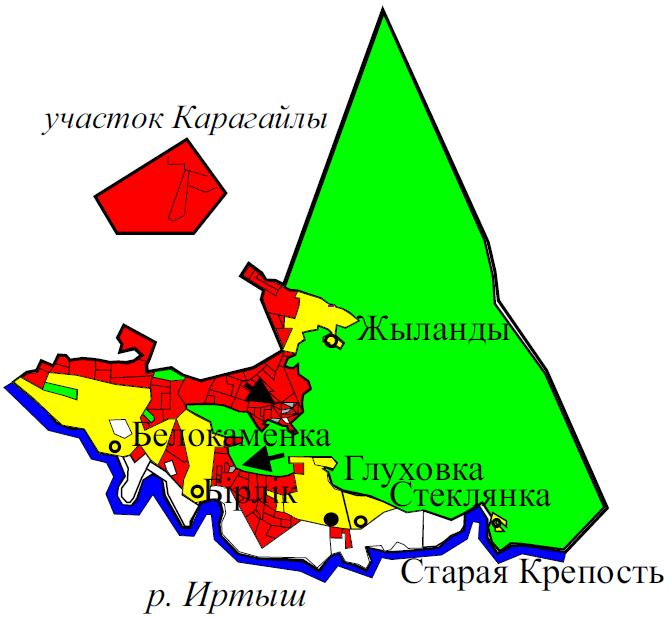 участок Карагайлы
Жыланды
Белокаменка
Глуховка
Бірлік
Стеклянка
Старая Крепость
р. Иртыш